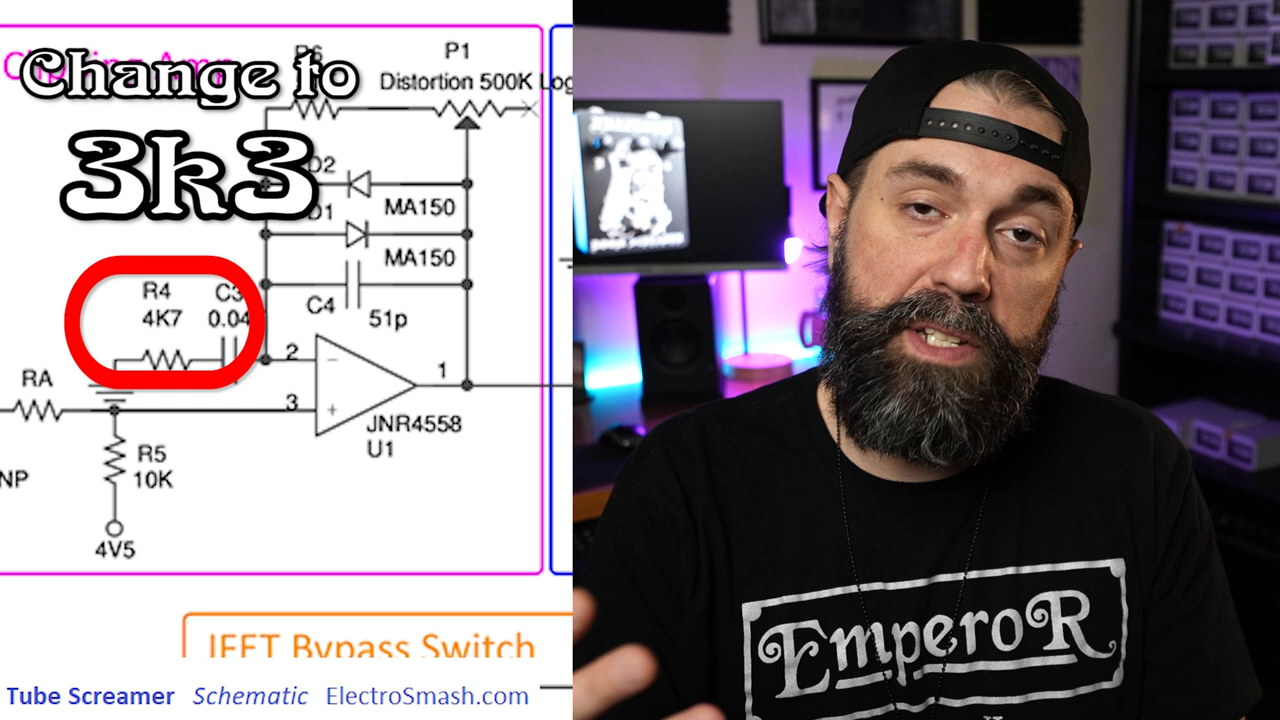 Change to
3k3
P1
Distortion 500K Log
R6
D2
MA150
D1
MA150
R4
4K7
C3
0.04
C4
51p
2
1
3
RA
JNR4558
U1
R5
10K
NP
4V5
JFET Bypass Switch
Tube Screamer Schematic ElectroSmash.com
EmperoR